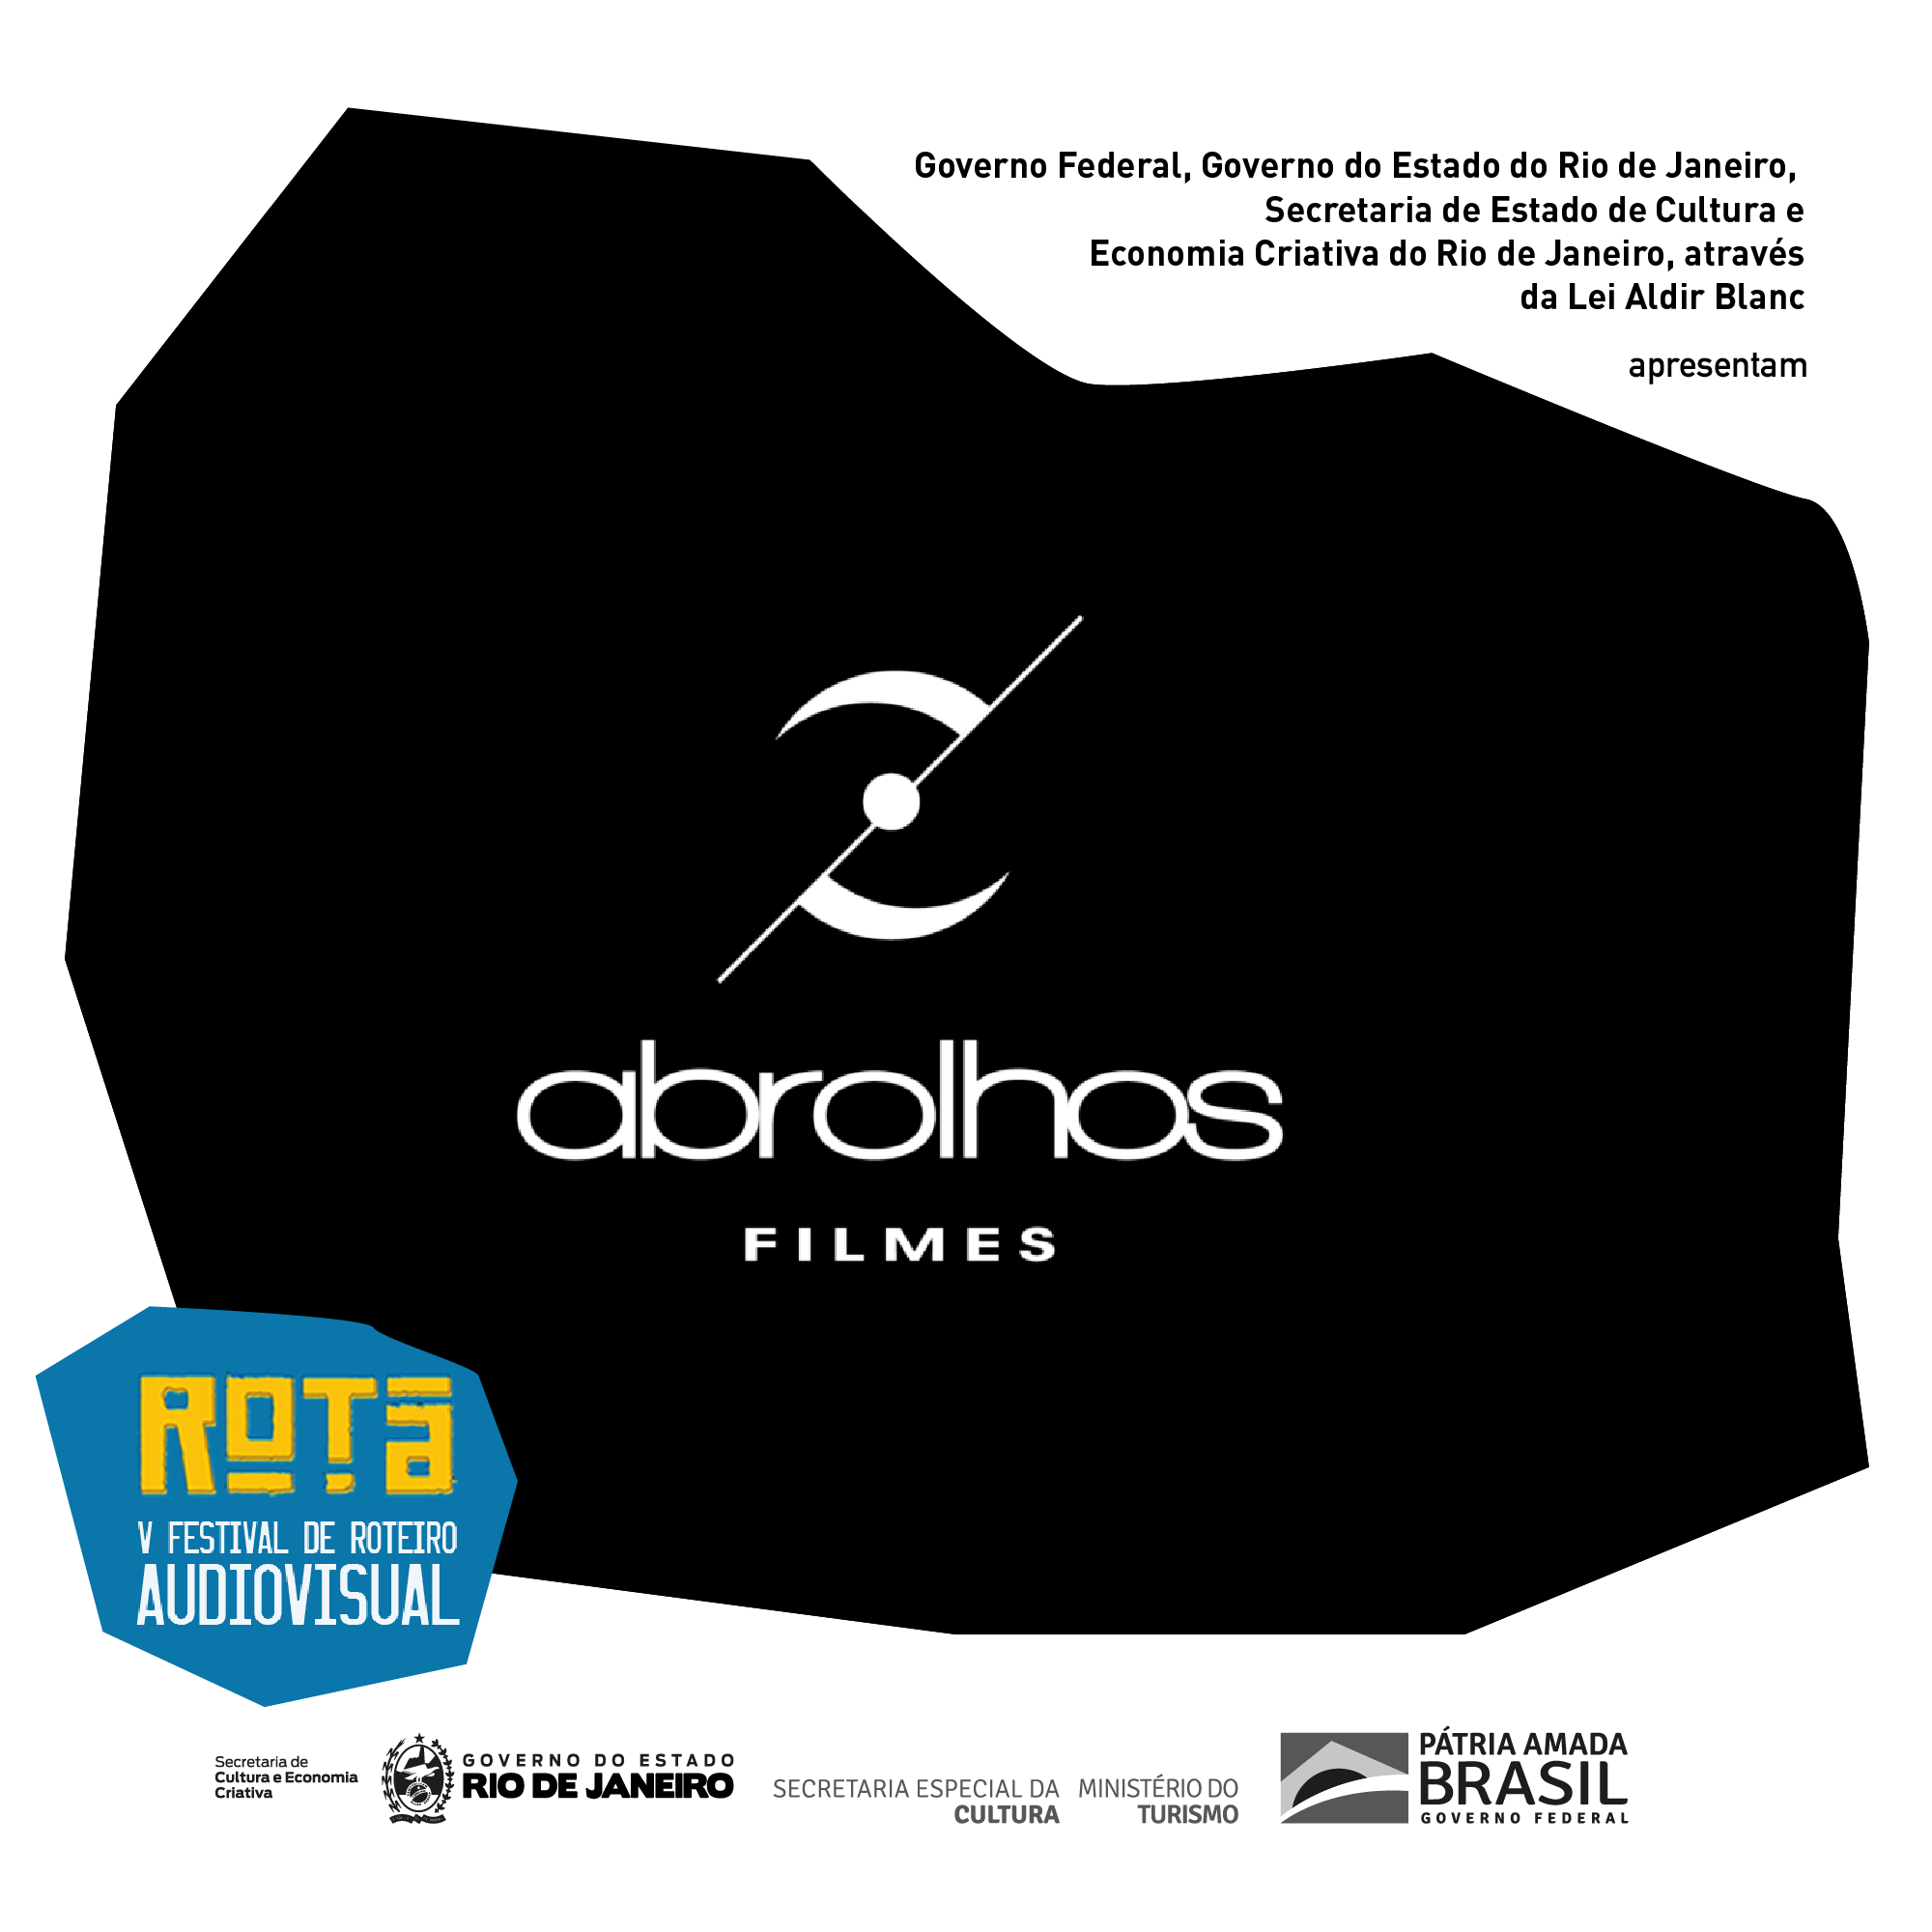 Governo Federal, Governo do Estado do Rio de Janeiro,
Secretaria de Estado de Cultura e
Economia Criativa do Rio de Janeiro, através
da Lei Aldir Blanc
apresentam
abrolhos
FILMES
ROTA
V FESTIVAL DE ROTEIRO
AUDIOVISUAL
Secretaria de
Cultura e Economia
Criativa
GOVERNO DO ESTADO
RIO DE JANEIRO
SECRETARIA ESPECIAL DA
CULTURA
MINISTÉRIO DO
TURISMO
PÁTRIA AMADA
BRASIL
GOVERNO FEDERAL